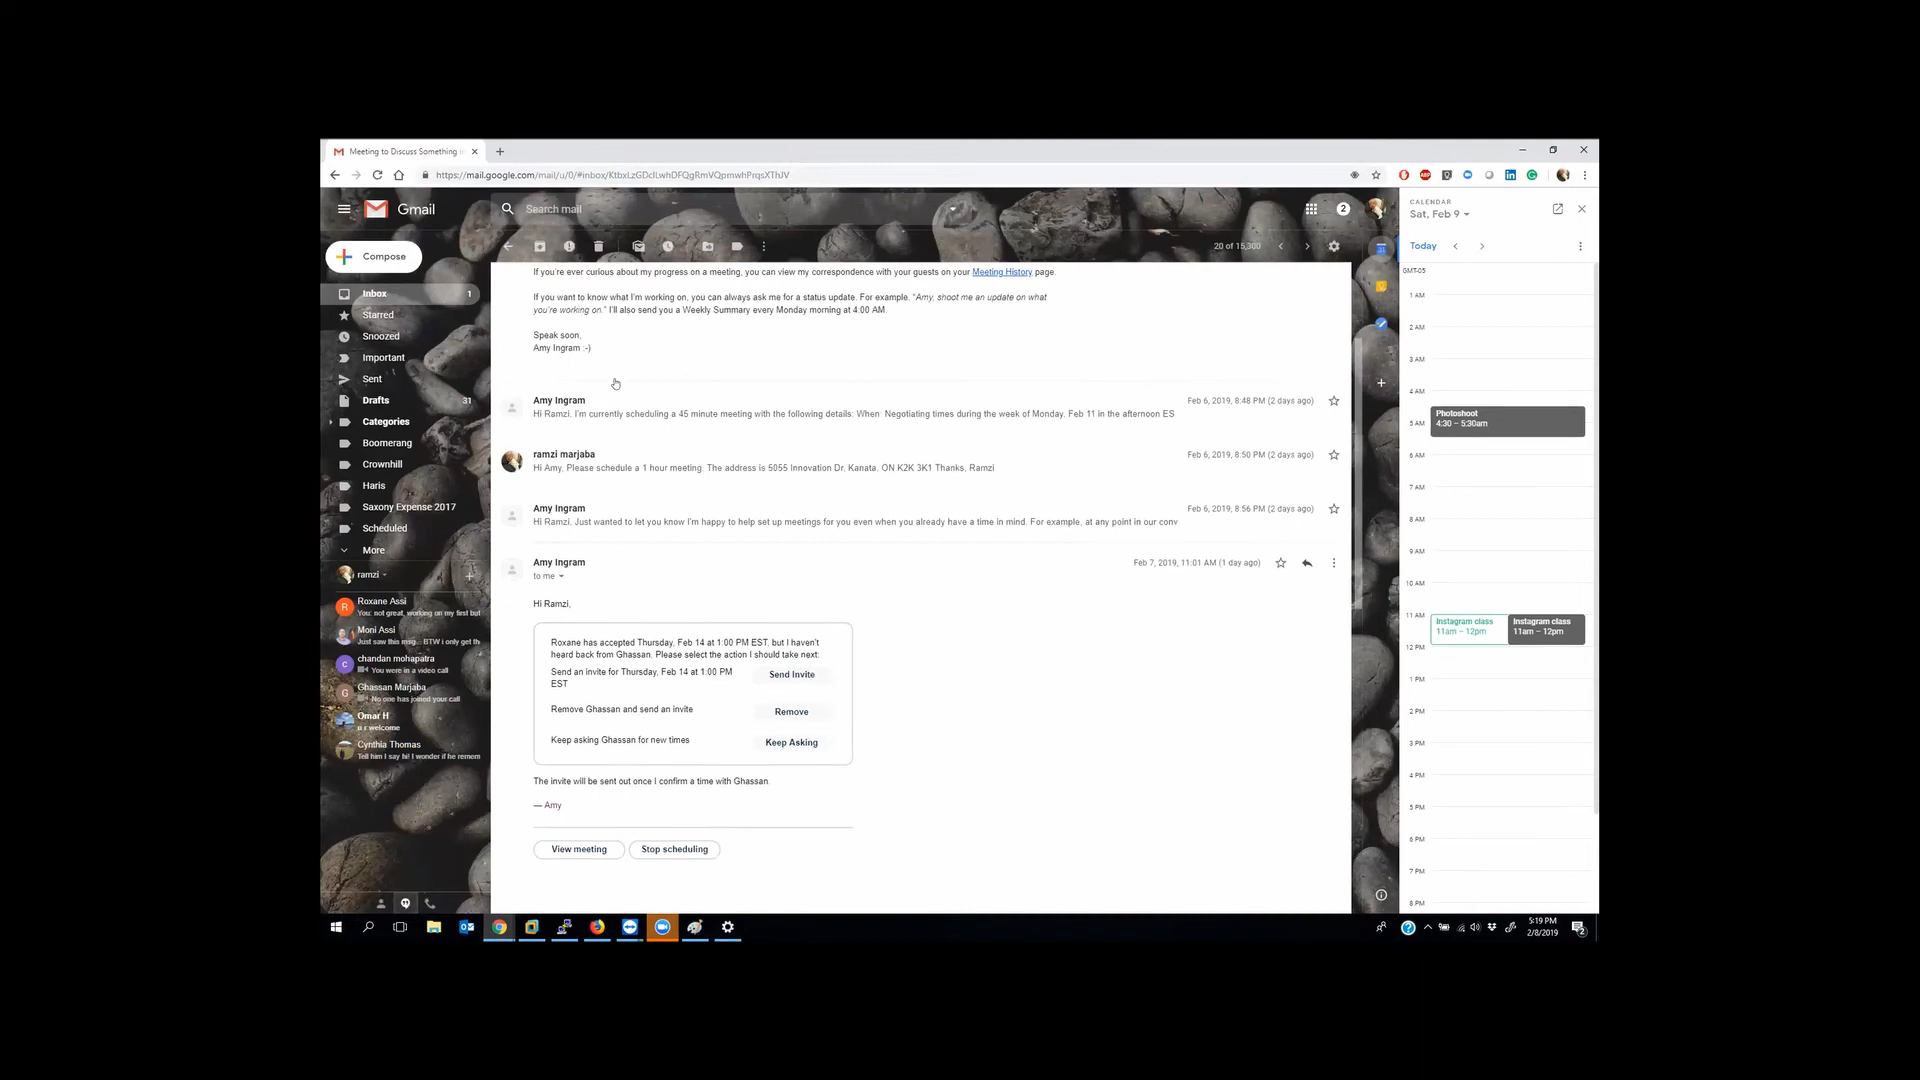 Meeting to Discuss Something i
https://mail.google.com/mail/u/0/#inbox/KtbxLzGDclLwhDFQgRmVQpmwhPrqsXThJV
Gmail
Search mail
2
Compose
20 of 15,300
Inbox 1
Starred
Snoozed
Important
Sent
Drafts 31
Categories
Boomerang
Crownhill
Haris
Saxony Expense 2017
Scheduled
More
ramzi
Roxane Assi
You: not great, working on my first but
Moni Assi
Just saw this msg... BTW i only get th
chandan mohapatra
You were in a video call
Ghassan Marjaba
No one has joined your call
Omar H
u r welcome
Cynthia Thomas
Tell him I say hi! I wonder if he remem
If you're ever curious about my progress on a meeting, you can view my correspondence with your guests on your Meeting History page.
If you want to know what I'm working on, you can always ask me for a status update. For example, "Amy, shoot me an update on what
you're working on." I'll also send you a Weekly Summary every Monday morning at 4:00 AM.
Speak soon,
Amy Ingram :-)
Amy Ingram Feb 6, 2019, 8:48 PM (2 days ago)
Hi Ramzi, I'm currently scheduling a 45 minute meeting with the following details: When: Negotiating times during the week of Monday, Feb 11 in the afternoon ES
ramzi marjaba Feb 6, 2019, 8:50 PM (2 days ago)
Hi Amy, Please schedule a 1 hour meeting. The address is 5055 Innovation Dr, Kanata, ON K2K 3K1 Thanks, Ramzi
Amy Ingram Feb 6, 2019, 8:56 PM (2 days ago)
Hi Ramzi, Just wanted to let you know I'm happy to help set up meetings for you even when you already have a time in mind. For example, at any point in our conv
Amy Ingram Feb 7, 2019, 11:01 AM (1 day ago)
to me
Hi Ramzi,
Roxane has accepted Thursday, Feb 14 at 1:00 PM EST, but I haven't
heard back from Ghassan. Please select the action I should take next:
Send an invite for Thursday, Feb 14 at 1:00 PM
EST
Send Invite
Remove Ghassan and send an invite
Remove
Keep asking Ghassan for new times
Keep Asking
The invite will be sent out once I confirm a time with Ghassan.
— Amy
View meeting
Stop scheduling
CALENDAR
Sat, Feb 9
Today
GMT-05
1 AM
2 AM
3 AM
4 AM
Photoshoot
4:30 – 5:30am
5 AM
6 AM
7 AM
8 AM
9 AM
10 AM
11 AM
Instagram class
11am – 12pm
Instagram class
11am – 12pm
12 PM
1 PM
2 PM
3 PM
4 PM
5 PM
6 PM
7 PM
8 PM
5:19 PM
2/8/2019
2